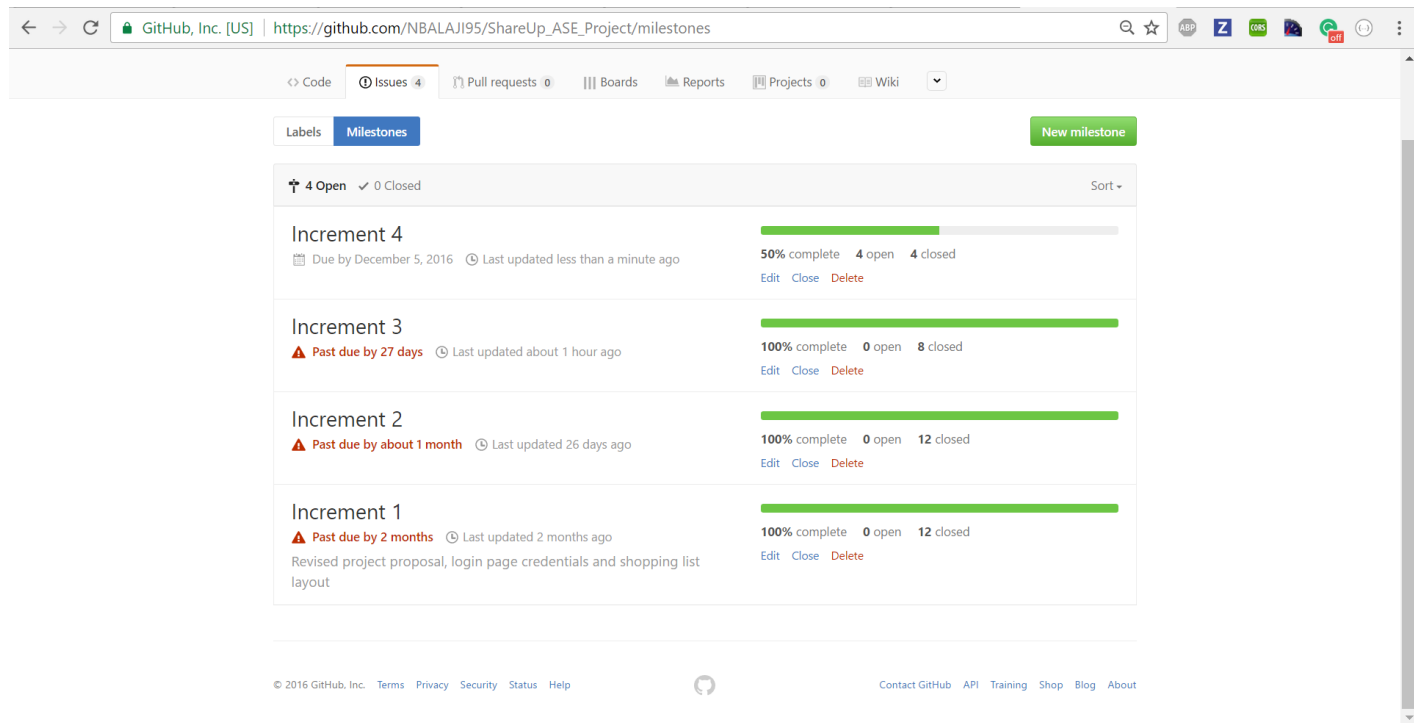 GitHub, Inc. [US] https://github.com/NBALAJI95/ShareUp_ASE_Project/milestones ABP Z CORS off
Code Issues 4 Pull requests 0 Boards Reports Projects 0 Wiki
Labels Milestones New milestone
4 Open 0 Closed Sort
Increment 4
Due by December 5, 2016 Last updated less than a minute ago
50% complete 4 open 4 closed
Edit Close Delete
Increment 3
Past due by 27 days Last updated about 1 hour ago
100% complete 0 open 8 closed
Edit Close Delete
Increment 2
Past due by about 1 month Last updated 26 days ago
100% complete 0 open 12 closed
Edit Close Delete
Increment 1
Past due by 2 months Last updated 2 months ago
Revised project proposal, login page credentials and shopping list
layout
100% complete 0 open 12 closed
Edit Close Delete
© 2016 GitHub, Inc. Terms Privacy Security Status Help Contact GitHub API Training Shop Blog About